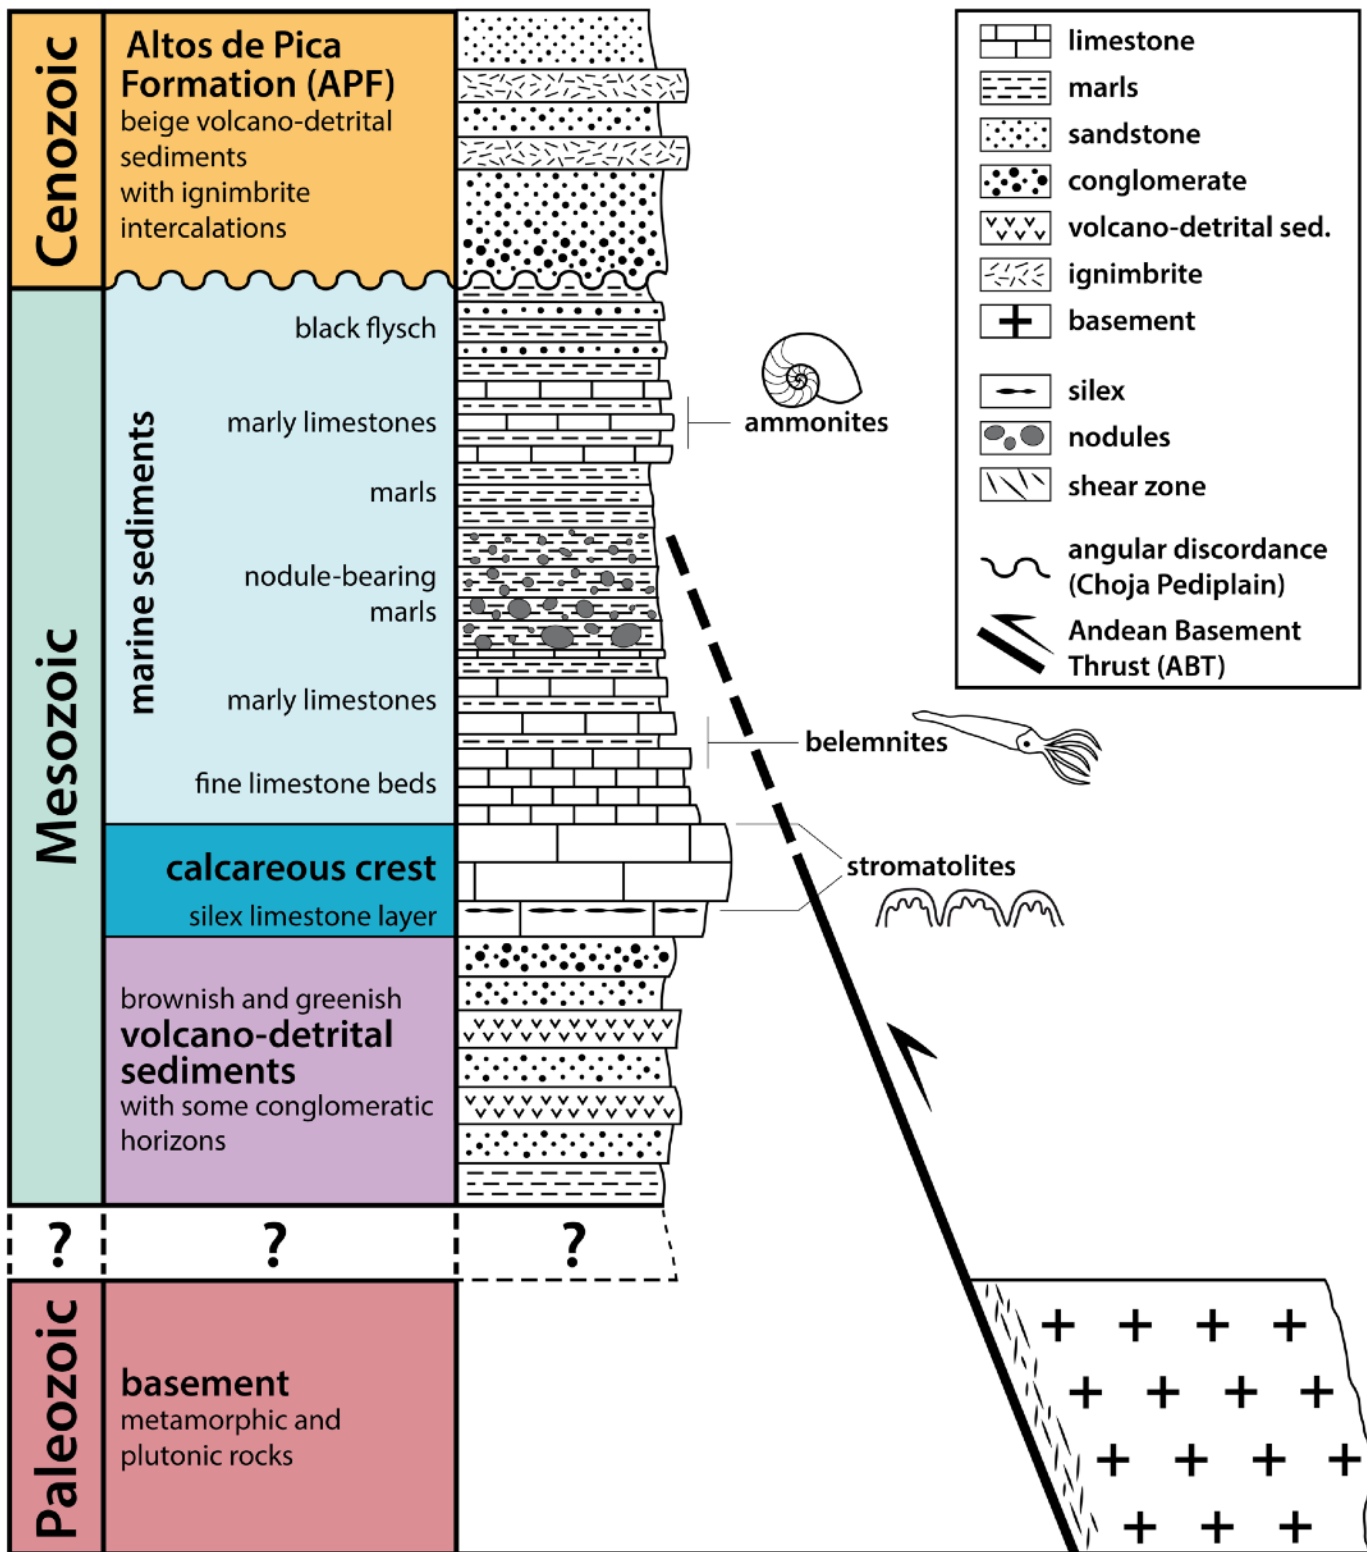 Cenozoic
Altos de Pica
Formation (APF)
beige volcano-detrital
sediments
with ignimbrite
intercalations
Mesozoic
marine sediments
black flysch
marly limestones
marls
nodule-bearing
marls
marly limestones
fine limestone beds
calcareous crest
silex limestone layer
brownish and greenish
volcano-detrital
sediments
with some conglomeratic
horizons
?
?
?
Paleozoic
basement
metamorphic and
plutonic rocks
ammonites
belemnites
stromatolites
limestone
marls
sandstone
conglomerate
volcano-detrital sed.
ignimbrite
basement
silex
nodules
shear zone
angular discordance
(Choja Pediplain)
Andean Basement
Thrust (ABT)